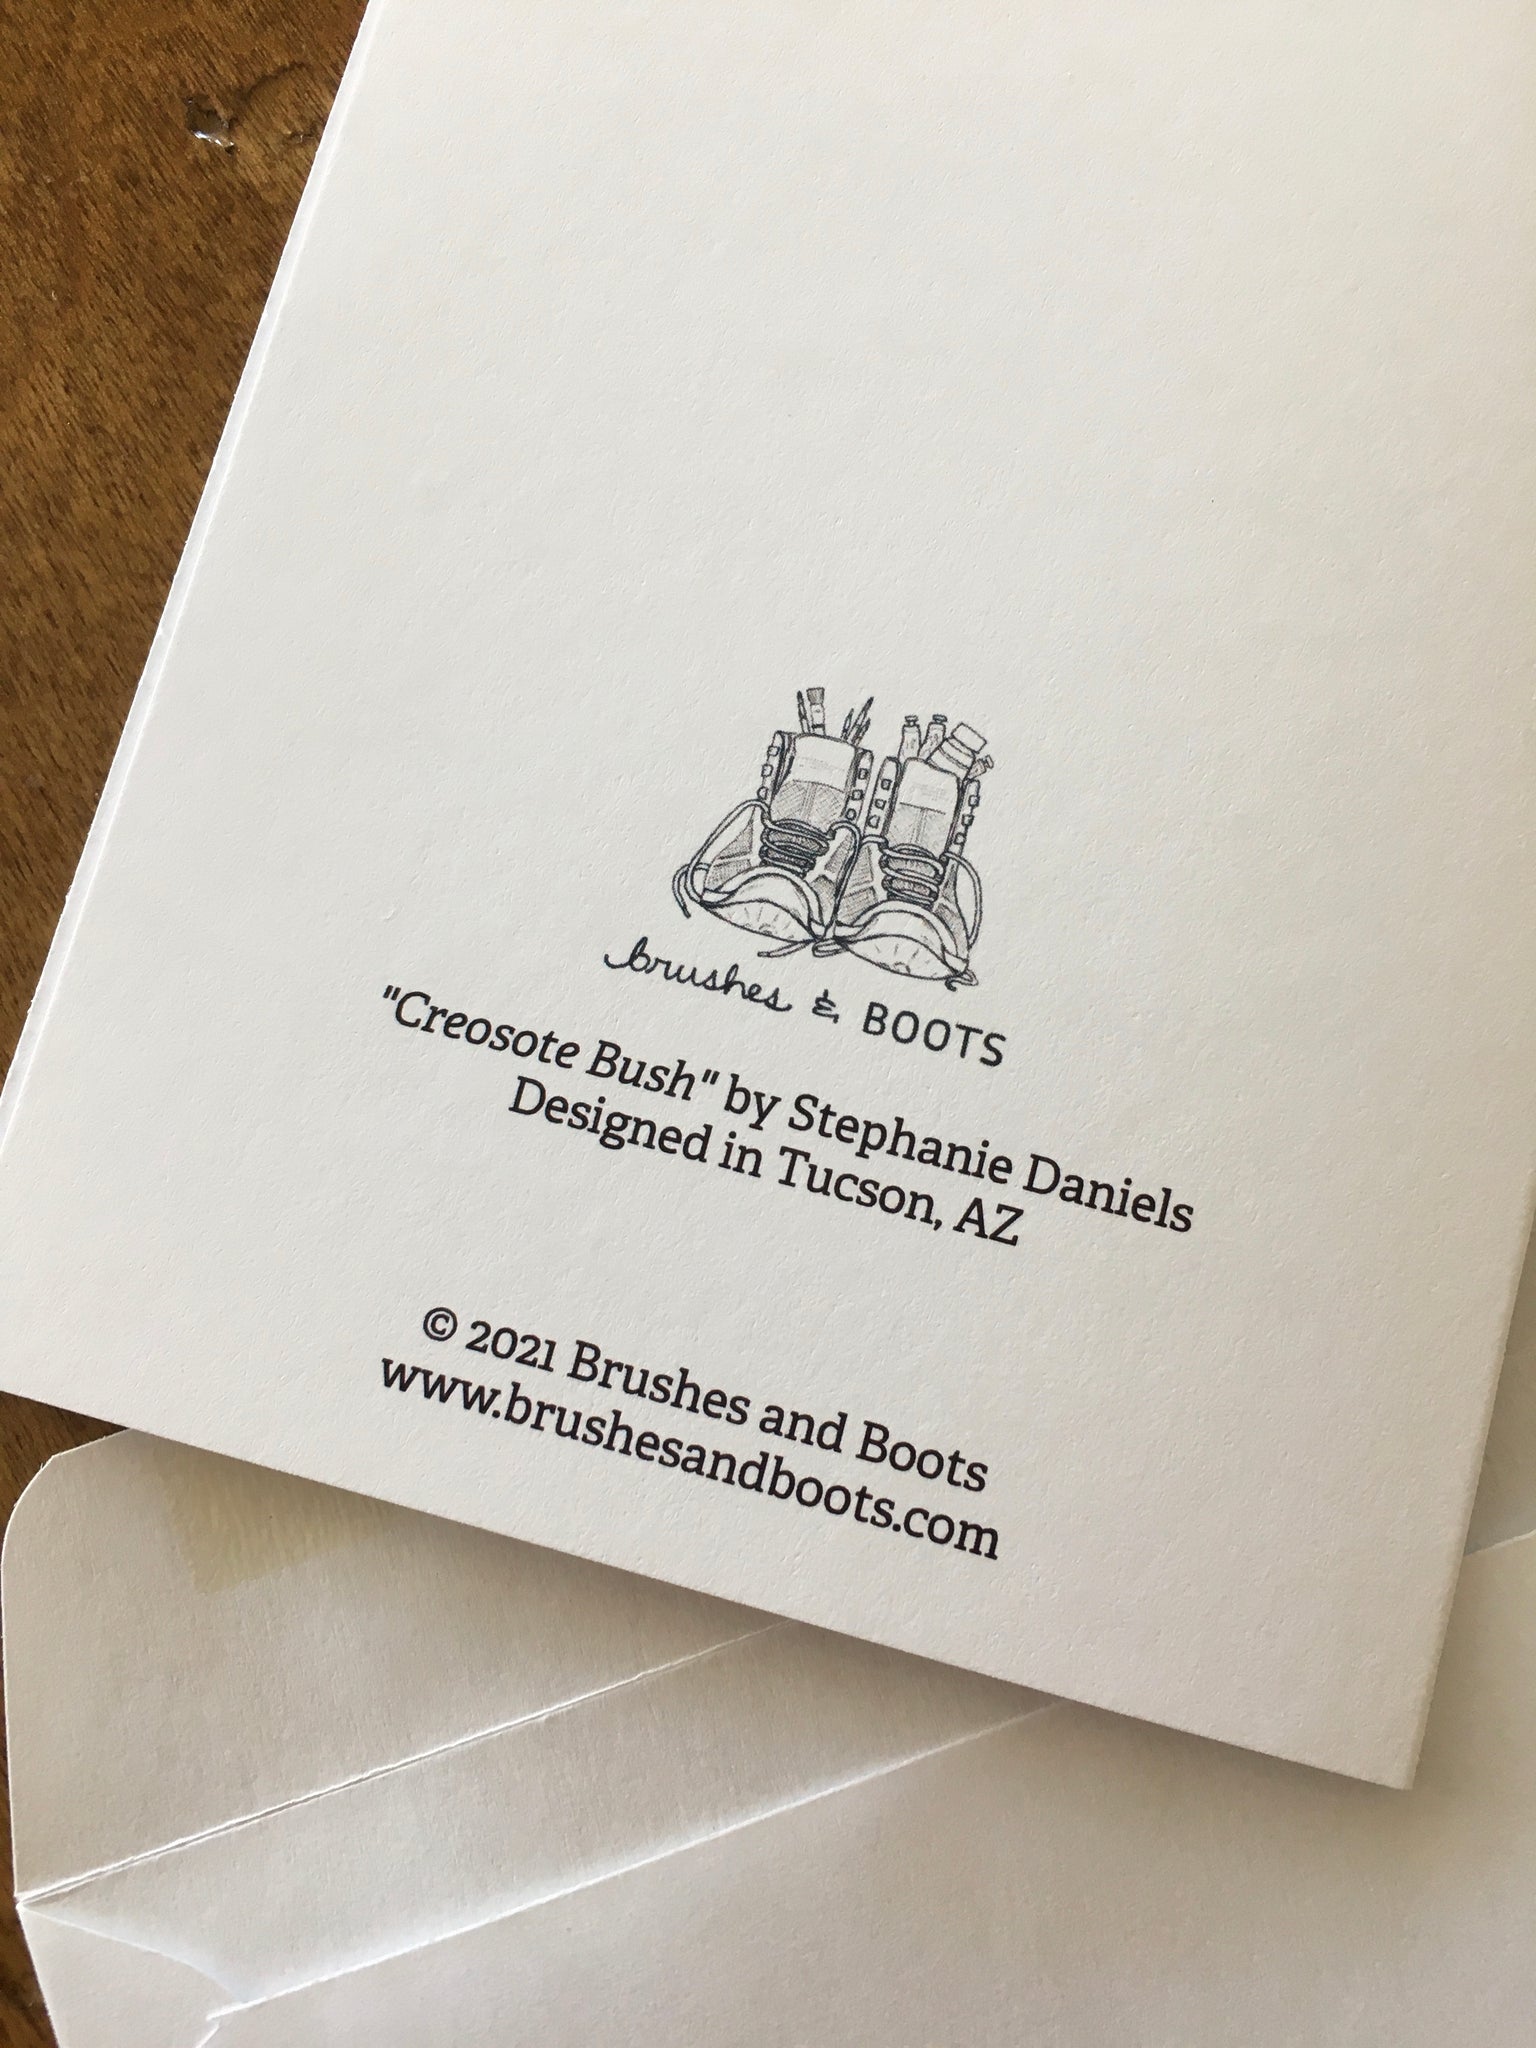 brushes & BOOTS
"Creosote Bush" by Stephanie Daniels
Designed in Tucson, AZ
© 2021 Brushes and Boots
www.brushesandboots.com